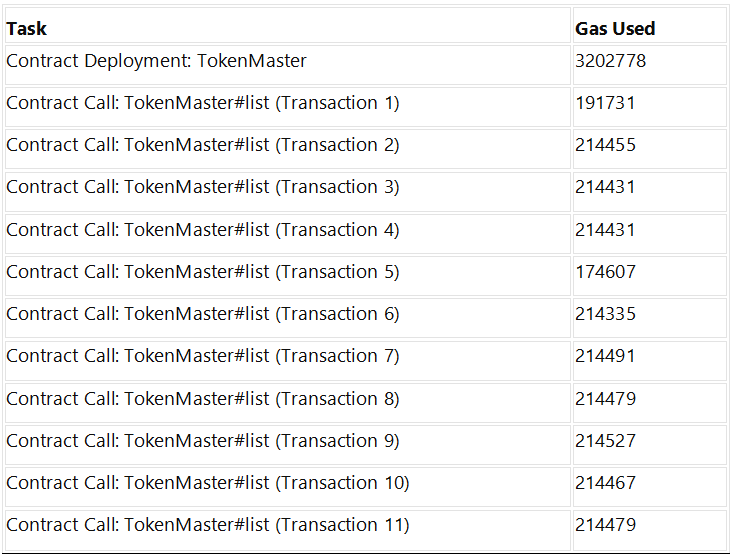 Task Gas Used
Contract Deployment: TokenMaster 3202778
Contract Call: TokenMaster#list (Transaction 1) 191731
Contract Call: TokenMaster#list (Transaction 2) 214455
Contract Call: TokenMaster#list (Transaction 3) 214431
Contract Call: TokenMaster#list (Transaction 4) 214431
Contract Call: TokenMaster#list (Transaction 5) 174607
Contract Call: TokenMaster#list (Transaction 6) 214335
Contract Call: TokenMaster#list (Transaction 7) 214491
Contract Call: TokenMaster#list (Transaction 8) 214479
Contract Call: TokenMaster#list (Transaction 9) 214527
Contract Call: TokenMaster#list (Transaction 10) 214467
Contract Call: TokenMaster#list (Transaction 11) 214479